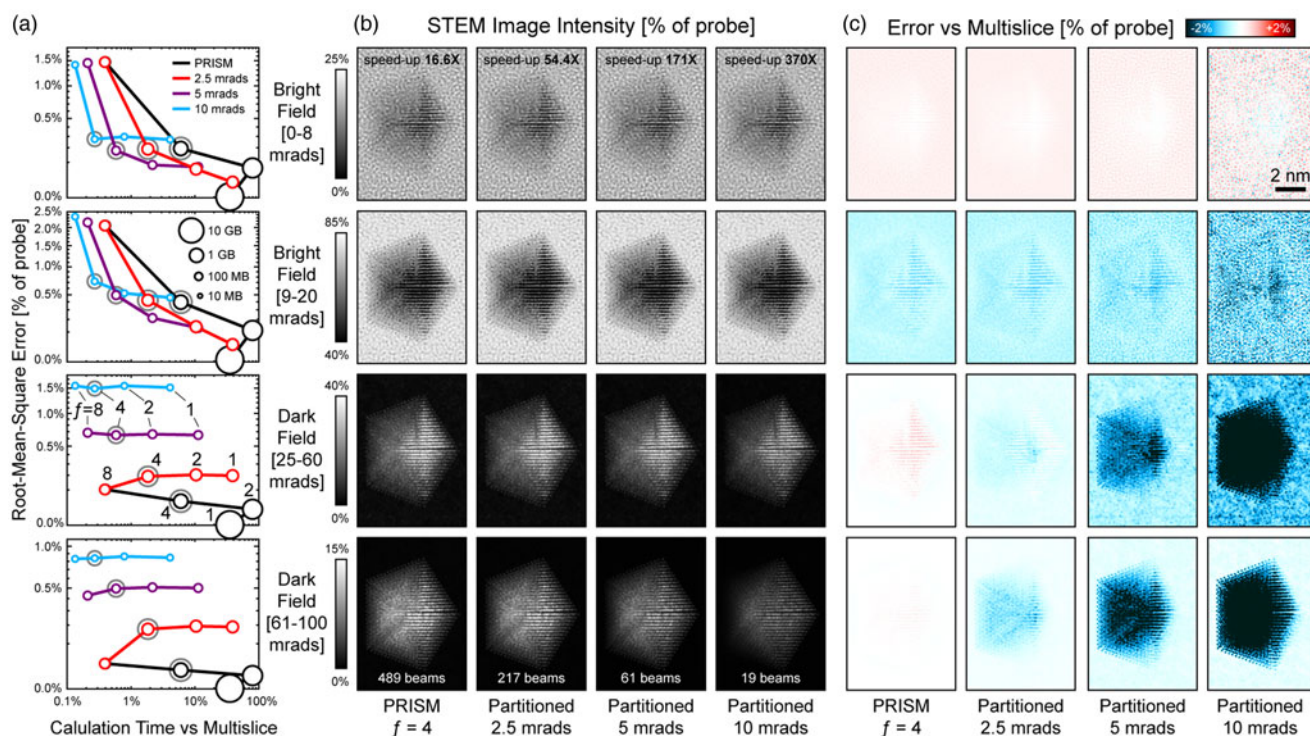 (a)
(b)
STEM Image Intensity [% of probe]
(c)
Error vs Multislice [% of probe]
-2%
+2%
Root-Mean-Square Error [% of probe]
1.5%
1.0%
0.5%
0.0%
PRISM
2.5 mrads
5 mrads
10 mrads
2.5%
2.0%
1.5%
1.0%
0.5%
0.0%
10 GB
1 GB
100 MB
10 MB
1.5%
1.0%
0.5%
0.0%
ƒ=8
4
2
1
8
4
2
1
4
1
2
1.0%
0.5%
0.0%
0.1%
1%
10%
100%
Calulation Time vs Multislice
25%
Bright
Field
[0-8
mrads]
0%
85%
Bright
Field
[9-20
mrads]
40%
40%
Dark
Field
[25-60
mrads]
0%
15%
Dark
Field
[61-100
mrads]
0%
speed-up 16.6X
speed-up 54.4X
speed-up 171X
speed-up 370X
489 beams
217 beams
61 beams
19 beams
PRISM
ƒ = 4
Partitioned
2.5 mrads
Partitioned
5 mrads
Partitioned
10 mrads
2 nm
PRISM
ƒ = 4
Partitioned
2.5 mrads
Partitioned
5 mrads
Partitioned
10 mrads